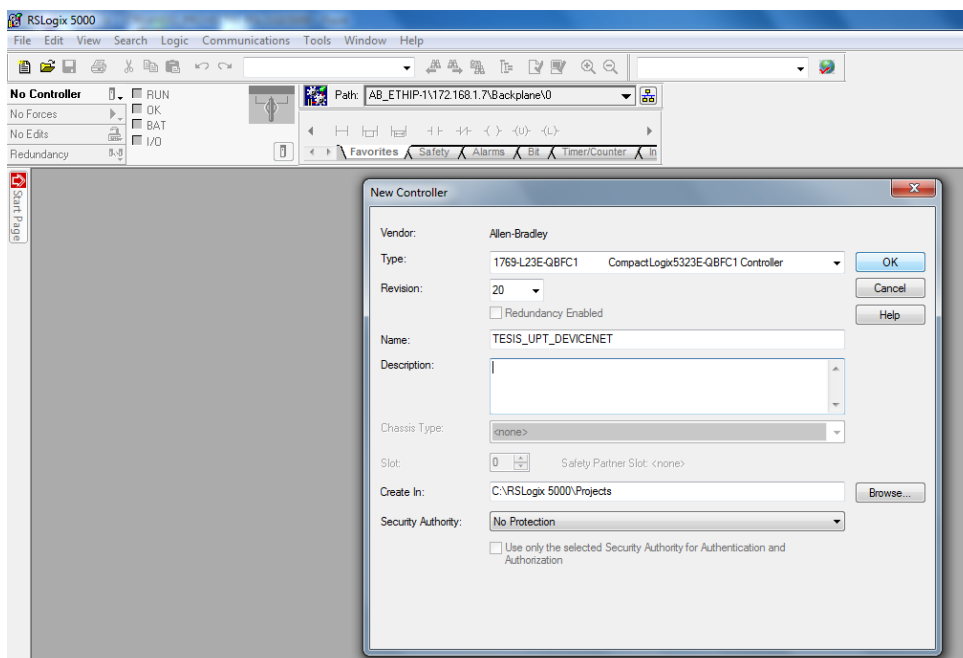 RSLogix 5000
File Edit View Search Logic Communications Tools Window Help
No Controller
RUN
Path: AB_ETHIP-1\172.168.1.7\Backplane\0
No Forces
OK
No Edits
BAT
I/O
Redundancy
Favorites Safety Alarms Bit Timer/Counter In
Start Page
New Controller
Vendor: Allen-Bradley
Type: 1769-L23E-QBFC1 CompactLogix5323E-QBFC1 Controller OK
Revision: 20 Cancel
Redundancy Enabled Help
Name: TESIS_UPT_DEVICENET
Description:
Chassis Type: <none>
Slot: 0 Safety Partner Slot: <none>
Create In: C:\RSLogix 5000\Projects Browse...
Security Authority: No Protection
Use only the selected Security Authority for Authentication and
Authorization